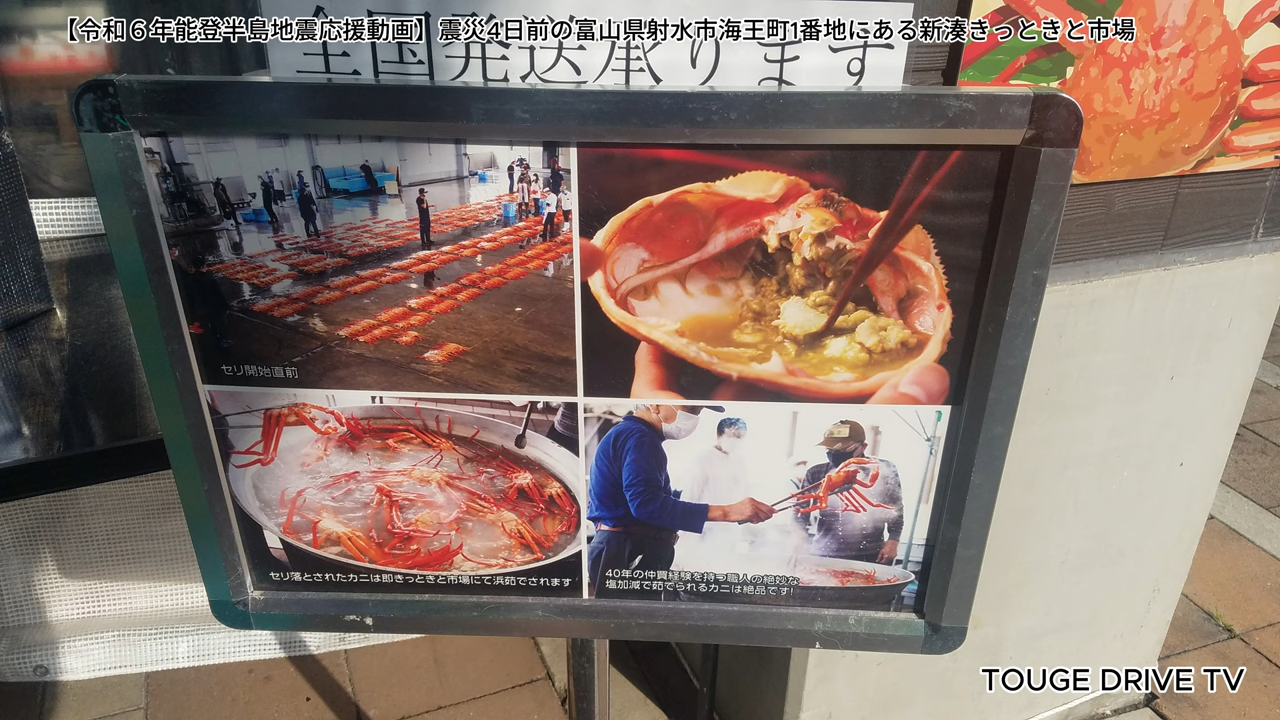 【令和６年能登半島地震応援動画】震災4日前の富山県射水市海王町1番地にある新湊きっときと市場
全国発送承ります
セリ開始直前
セリ落とされたカニは即きっときと市場にて浜茹でされます
40年の仲買経験を持つ職人の絶妙な
塩加減で茹でられるカニは絶品です!
TOUGE DRIVE TV